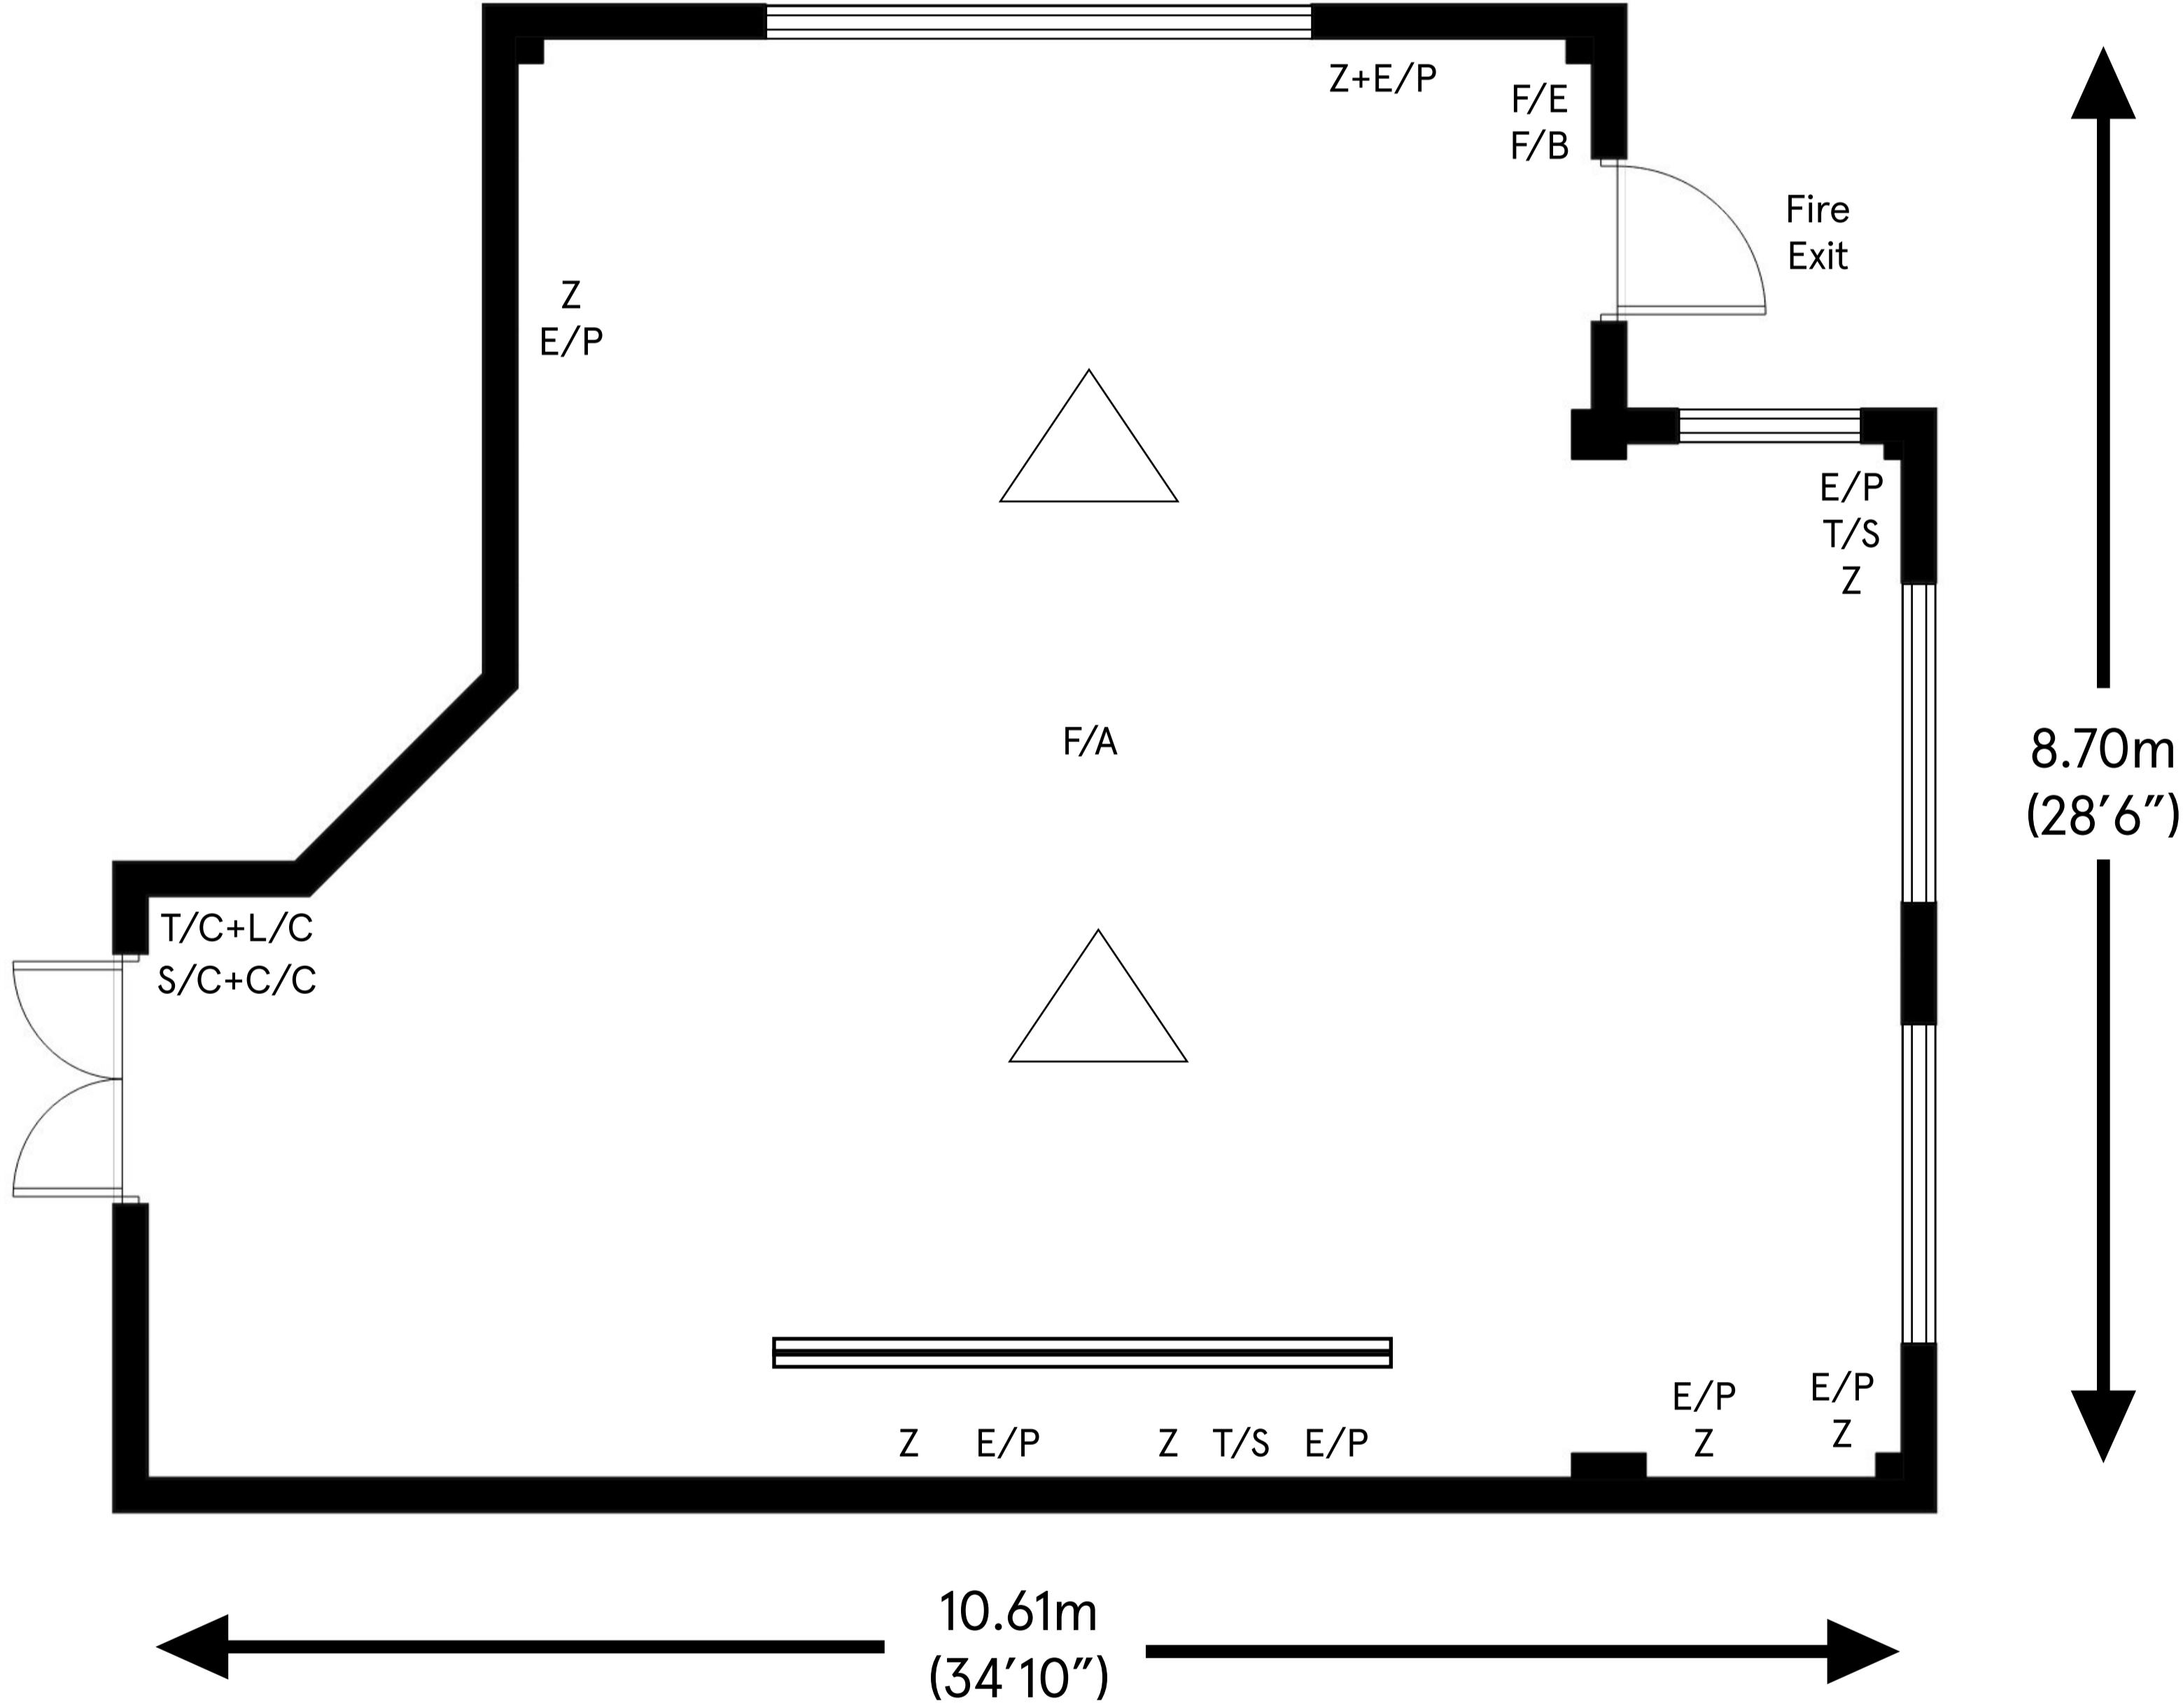 Z+E/P
F/E
F/B
Fire
Exit
Z
E/P
E/P
T/S
Z
F/A
8.70m
(28′6″)
T/C+L/C
S/C+C/C
E/P
Z
E/P
Z
Z E/P Z T/S E/P
10.61m
(34′10″)